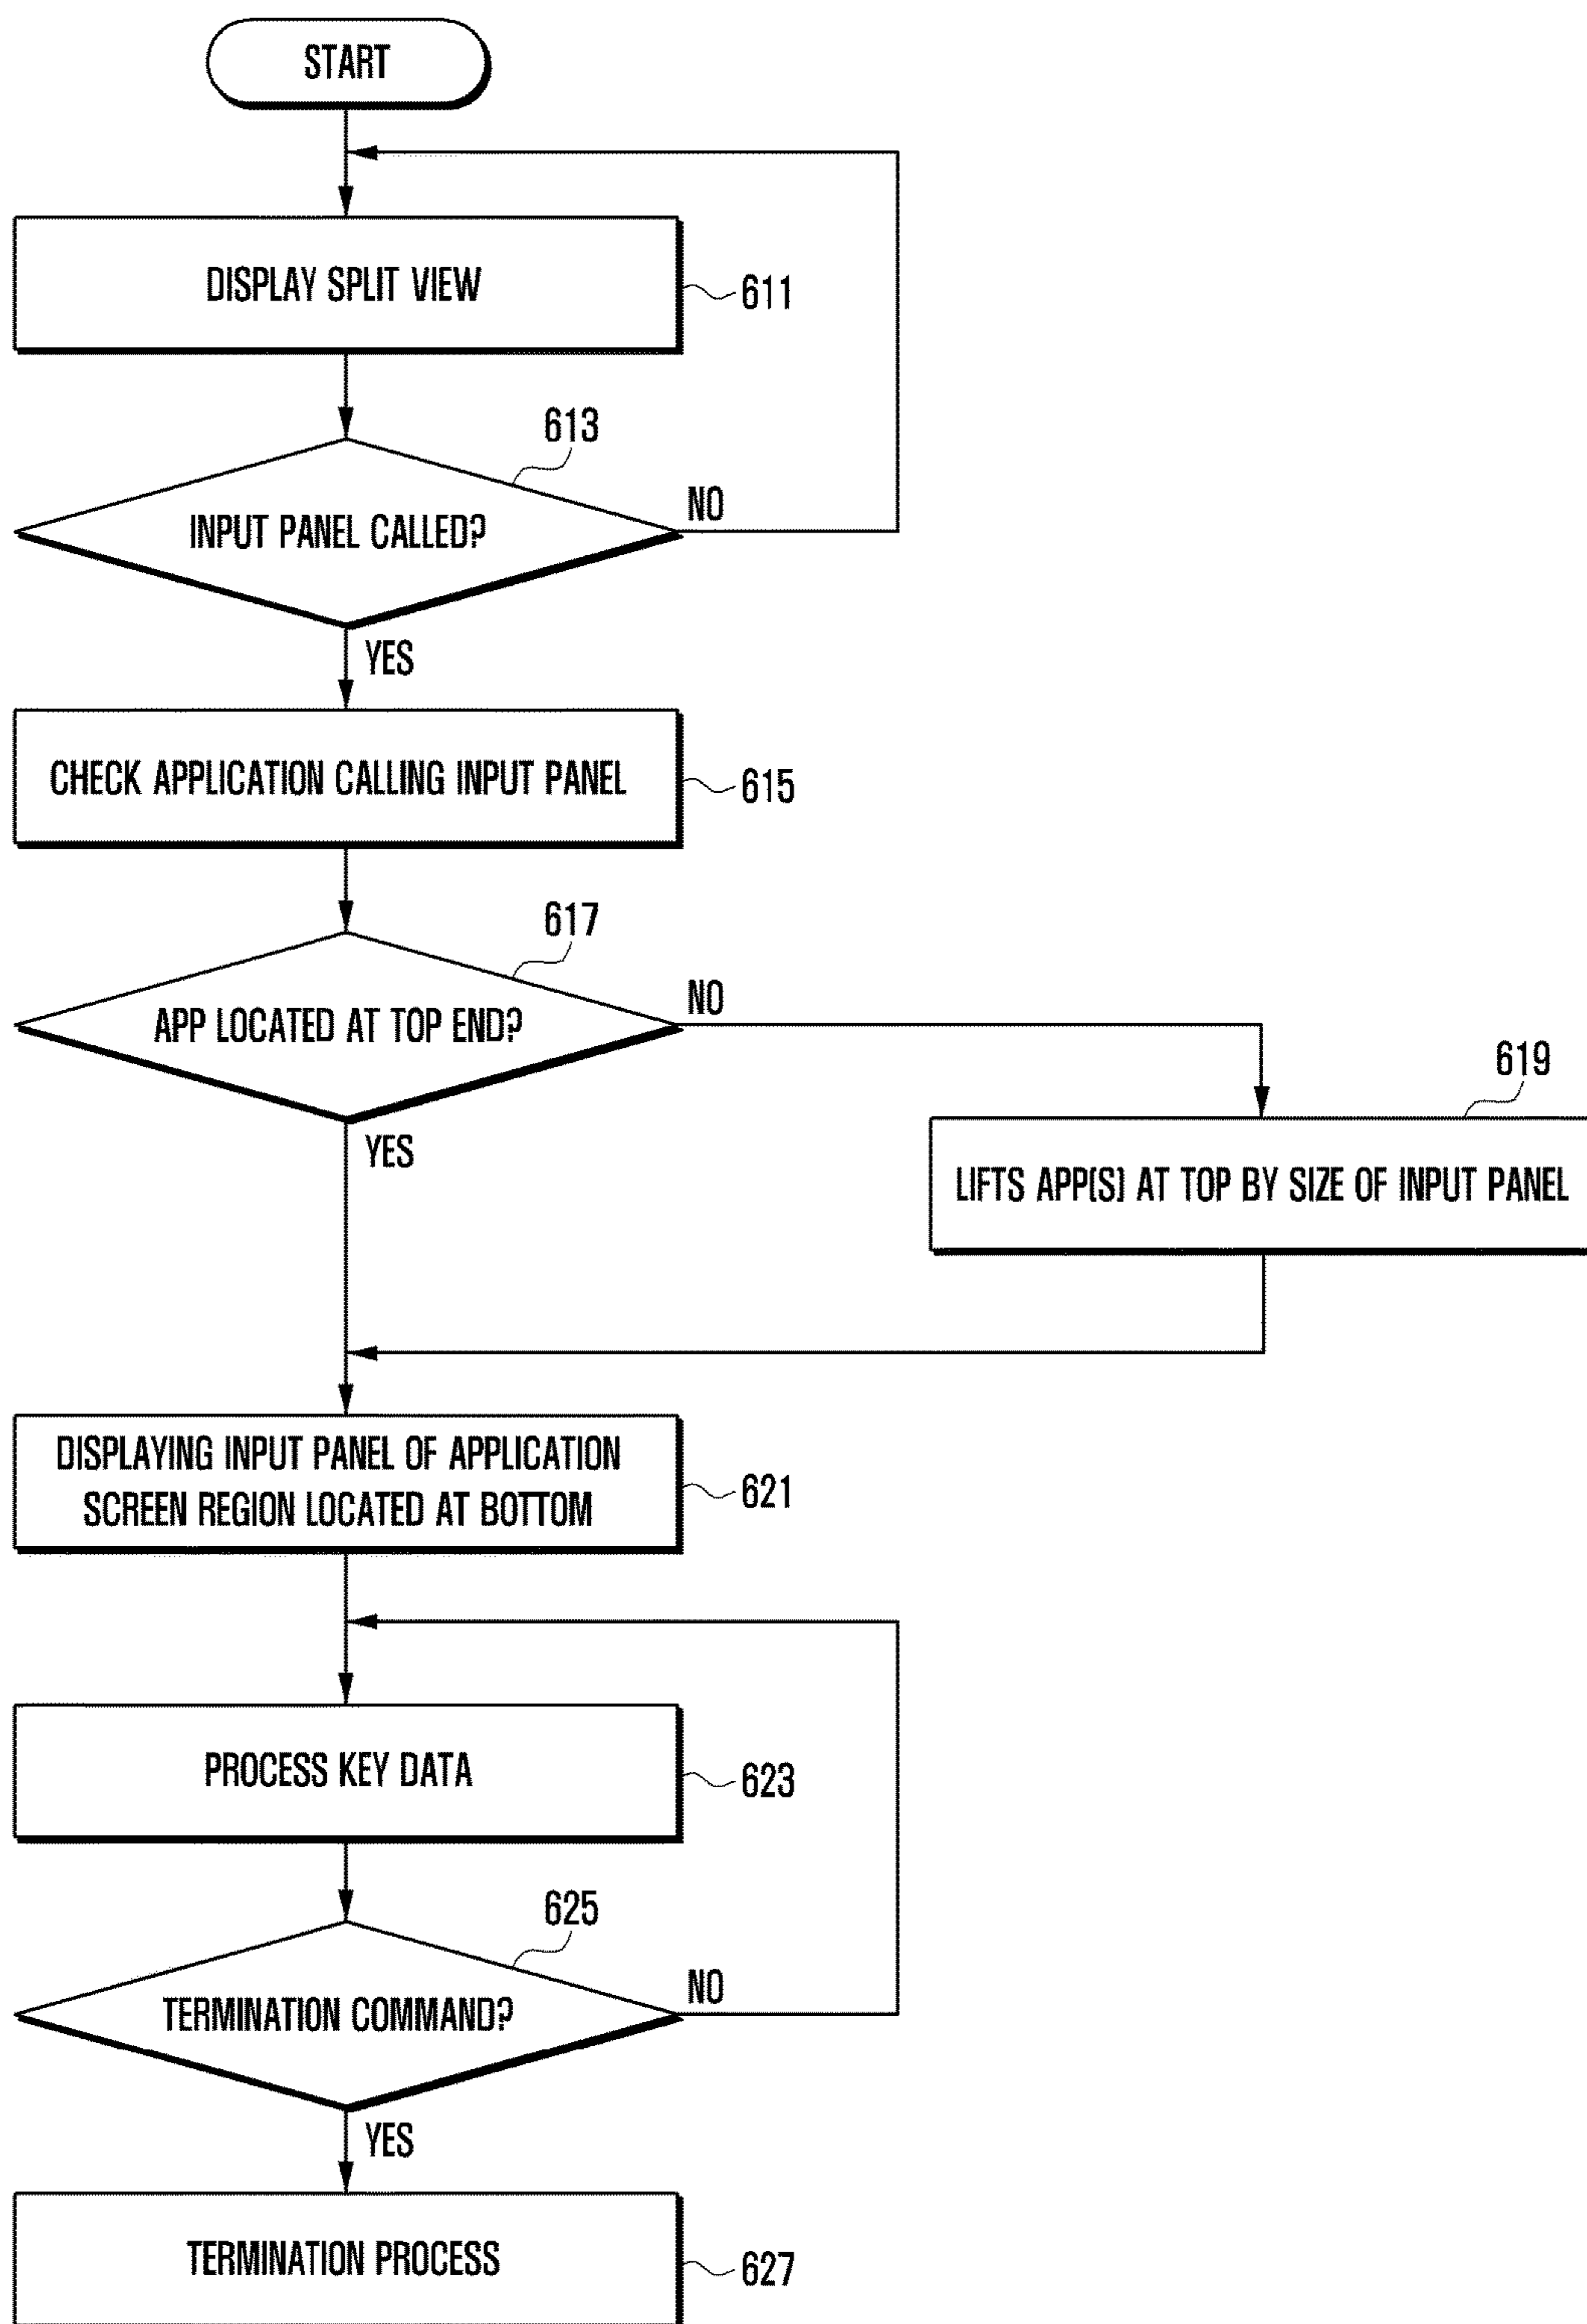 START
DISPLAY SPLIT VIEW
611
613
INPUT PANEL CALLED?
NO
YES
CHECK APPLICATION CALLING INPUT PANEL
615
617
APP LOCATED AT TOP END?
NO
YES
619
LIFTS APP(S) AT TOP BY SIZE OF INPUT PANEL
DISPLAYING INPUT PANEL OF APPLICATION
SCREEN REGION LOCATED AT BOTTOM
621
PROCESS KEY DATA
623
625
TERMINATION COMMAND?
NO
YES
TERMINATION PROCESS
627